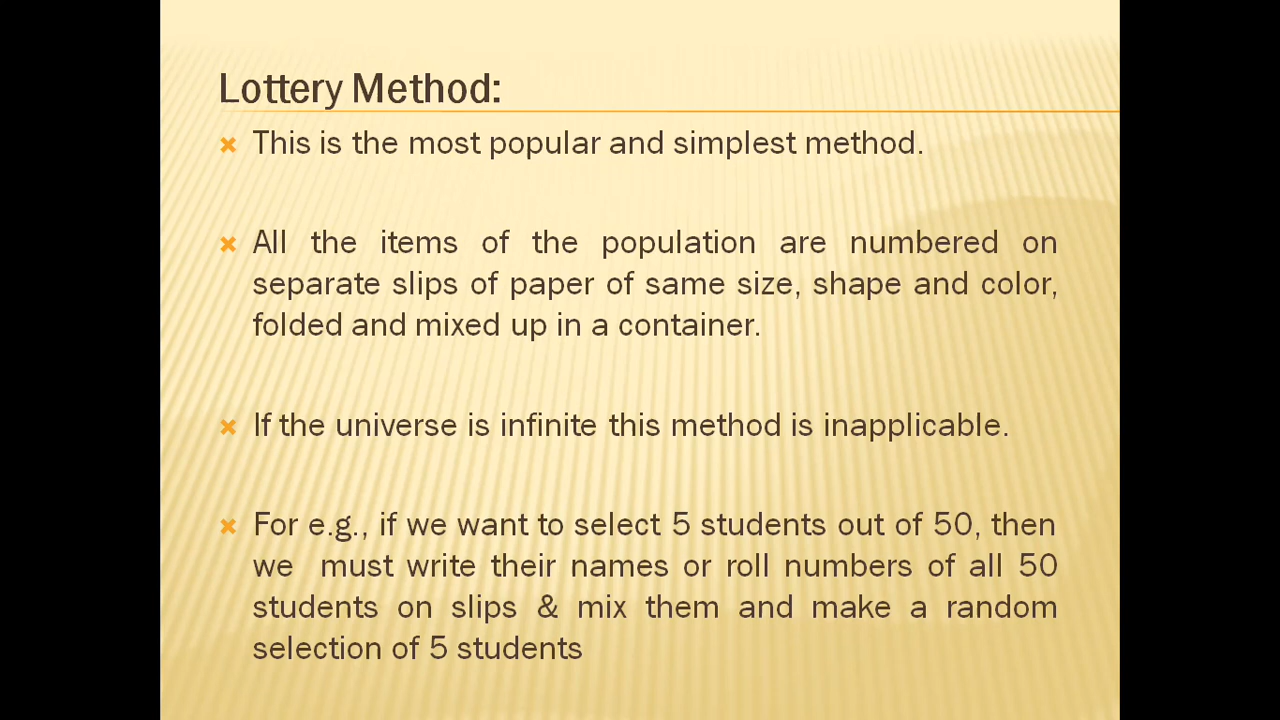 Lottery Method:
This is the most popular and simplest method.
All the items of the population are numbered on
separate slips of paper of same size, shape and color,
folded and mixed up in a container.
If the universe is infinite this method is inapplicable.
For e.g., if we want to select 5 students out of 50, then
we must write their names or roll numbers of all 50
students on slips & mix them and make a random
selection of 5 students